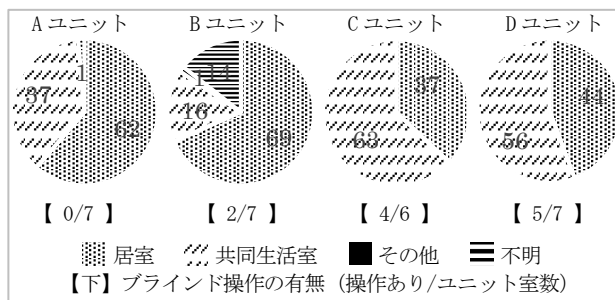 Aユニット Bユニット Cユニット Dユニット
1 37 62
14 1 16 69
37 63
44 56
【 0/7 】 【 2/7 】 【 4/6 】 【 5/7 】
居室 共同生活室 その他 不明
【下】ブラインド操作の有無（操作あり/ユニット室数）